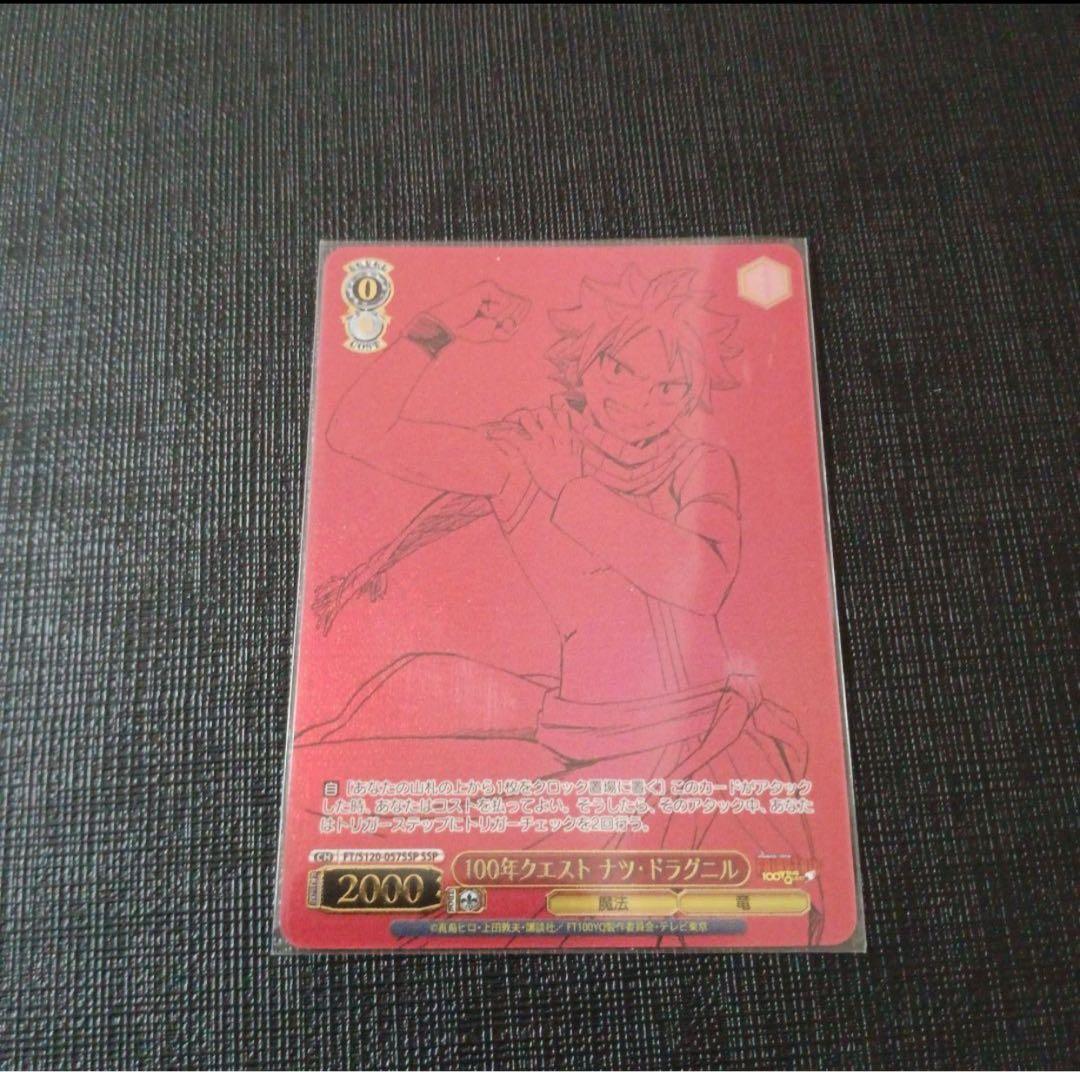 LEVEL
0
COST
自［あなたの山札の上から1枚をクロック置場に置く］このカードがアタック
した時、あなたはコストを払ってよい。そうしたら、そのアタック中、あなた
はトリガーステップにトリガーチェックを2回行う。
CH FT/S120-057SSP SSP
100年クエスト ナツ・ドラグニル
2000
魔法 竜
©真島ヒロ・上田敦夫・講談社／FT100YQ製作委員会・テレビ東京